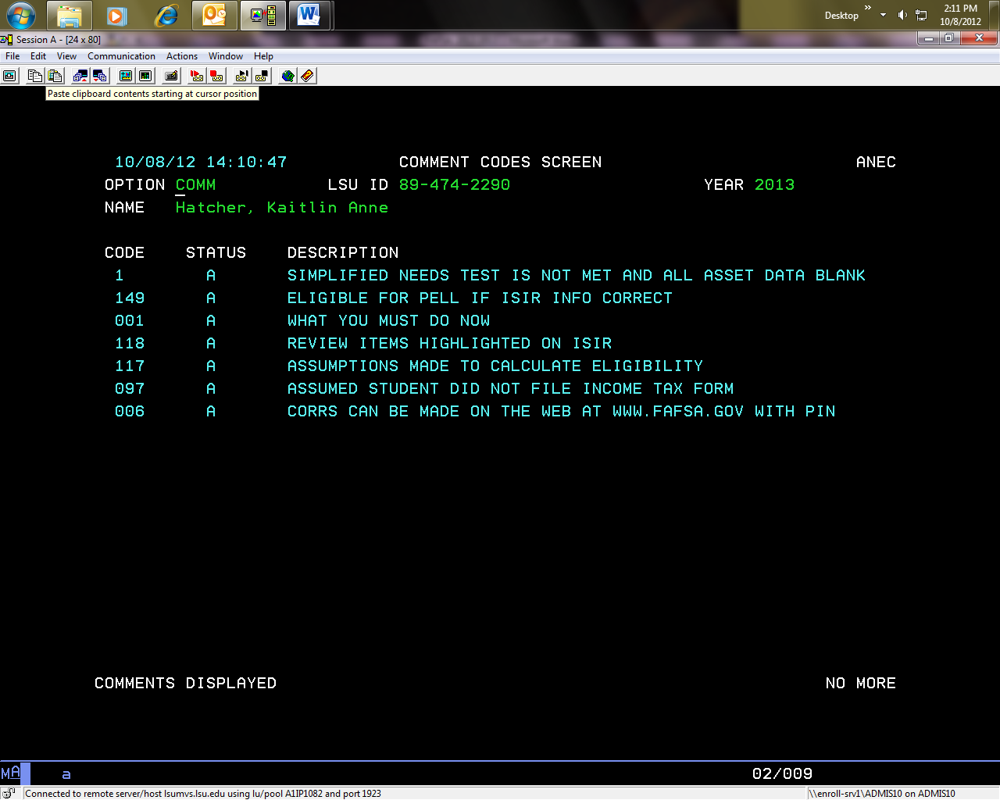 Desktop
2:11 PM
10/8/2012
Session A - [24 x 80]
File Edit View Communication Actions Window Help
Paste clipboard contents starting at cursor position
10/08/12 14:10:47 COMMENT CODES SCREEN ANEC
OPTION COMM LSU ID 89-474-2290 YEAR 2013
NAME Hatcher, Kaitlin Anne
CODE STATUS DESCRIPTION
1 A SIMPLIFIED NEEDS TEST IS NOT MET AND ALL ASSET DATA BLANK
149 A ELIGIBLE FOR PELL IF ISIR INFO CORRECT
001 A WHAT YOU MUST DO NOW
118 A REVIEW ITEMS HIGHLIGHTED ON ISIR
117 A ASSUMPTIONS MADE TO CALCULATE ELIGIBILITY
097 A ASSUMED STUDENT DID NOT FILE INCOME TAX FORM
006 A CORRS CAN BE MADE ON THE WEB AT WWW.FAFSA.GOV WITH PIN
COMMENTS DISPLAYED NO MORE
MA a 02/009
Connected to remote server/host lsumvs.lsu.edu using lu/pool A1IP1082 and port 1923 \\enroll-srv1\ADMIS10 on ADMIS10